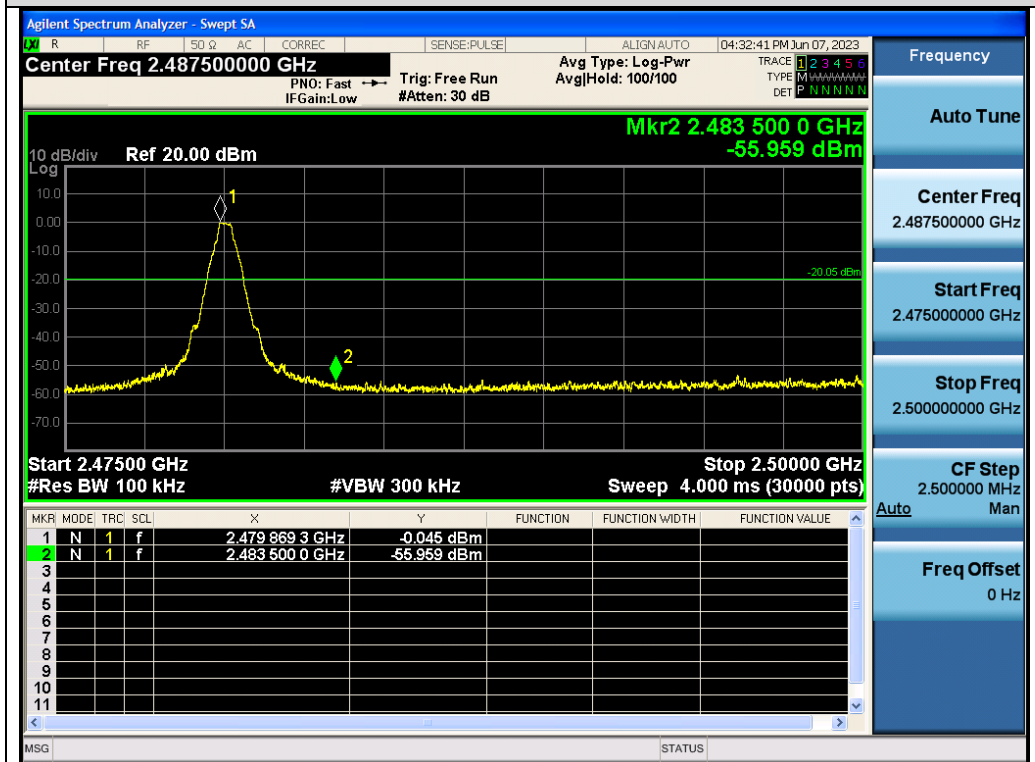 Agilent Spectrum Analyzer - Swept SA
LXI R RF 50 Ω AC CORREC SENSE:PULSE ALIGN AUTO 04:32:41 PM Jun 07, 2023
Center Freq 2.487500000 GHz
PNO: Fast
IFGain:Low
Trig: Free Run
#Atten: 30 dB
Avg Type: Log-Pwr
Avg|Hold: 100/100
TRACE 1 2 3 4 5 6
TYPE M
DET P N N N N N
Mkr2 2.483 500 0 GHz
-55.959 dBm
10 dB/div Ref 20.00 dBm
Log
10.0
0.00
-10.0
-20.0
-30.0
-40.0
-50.0
-60.0
-70.0
1
2
-20.05 dBm
Start 2.47500 GHz Stop 2.50000 GHz
#Res BW 100 kHz #VBW 300 kHz Sweep 4.000 ms (30000 pts)
MKR MODE TRC SCL X Y FUNCTION FUNCTION WIDTH FUNCTION VALUE
1 N 1 f 2.479 869 3 GHz -0.045 dBm
2 N 1 f 2.483 500 0 GHz -55.959 dBm
3
4
5
6
7
8
9
10
11
MSG STATUS
Frequency
Auto Tune
Center Freq
2.487500000 GHz
Start Freq
2.475000000 GHz
Stop Freq
2.500000000 GHz
CF Step
2.500000 MHz
Auto Man
Freq Offset
0 Hz